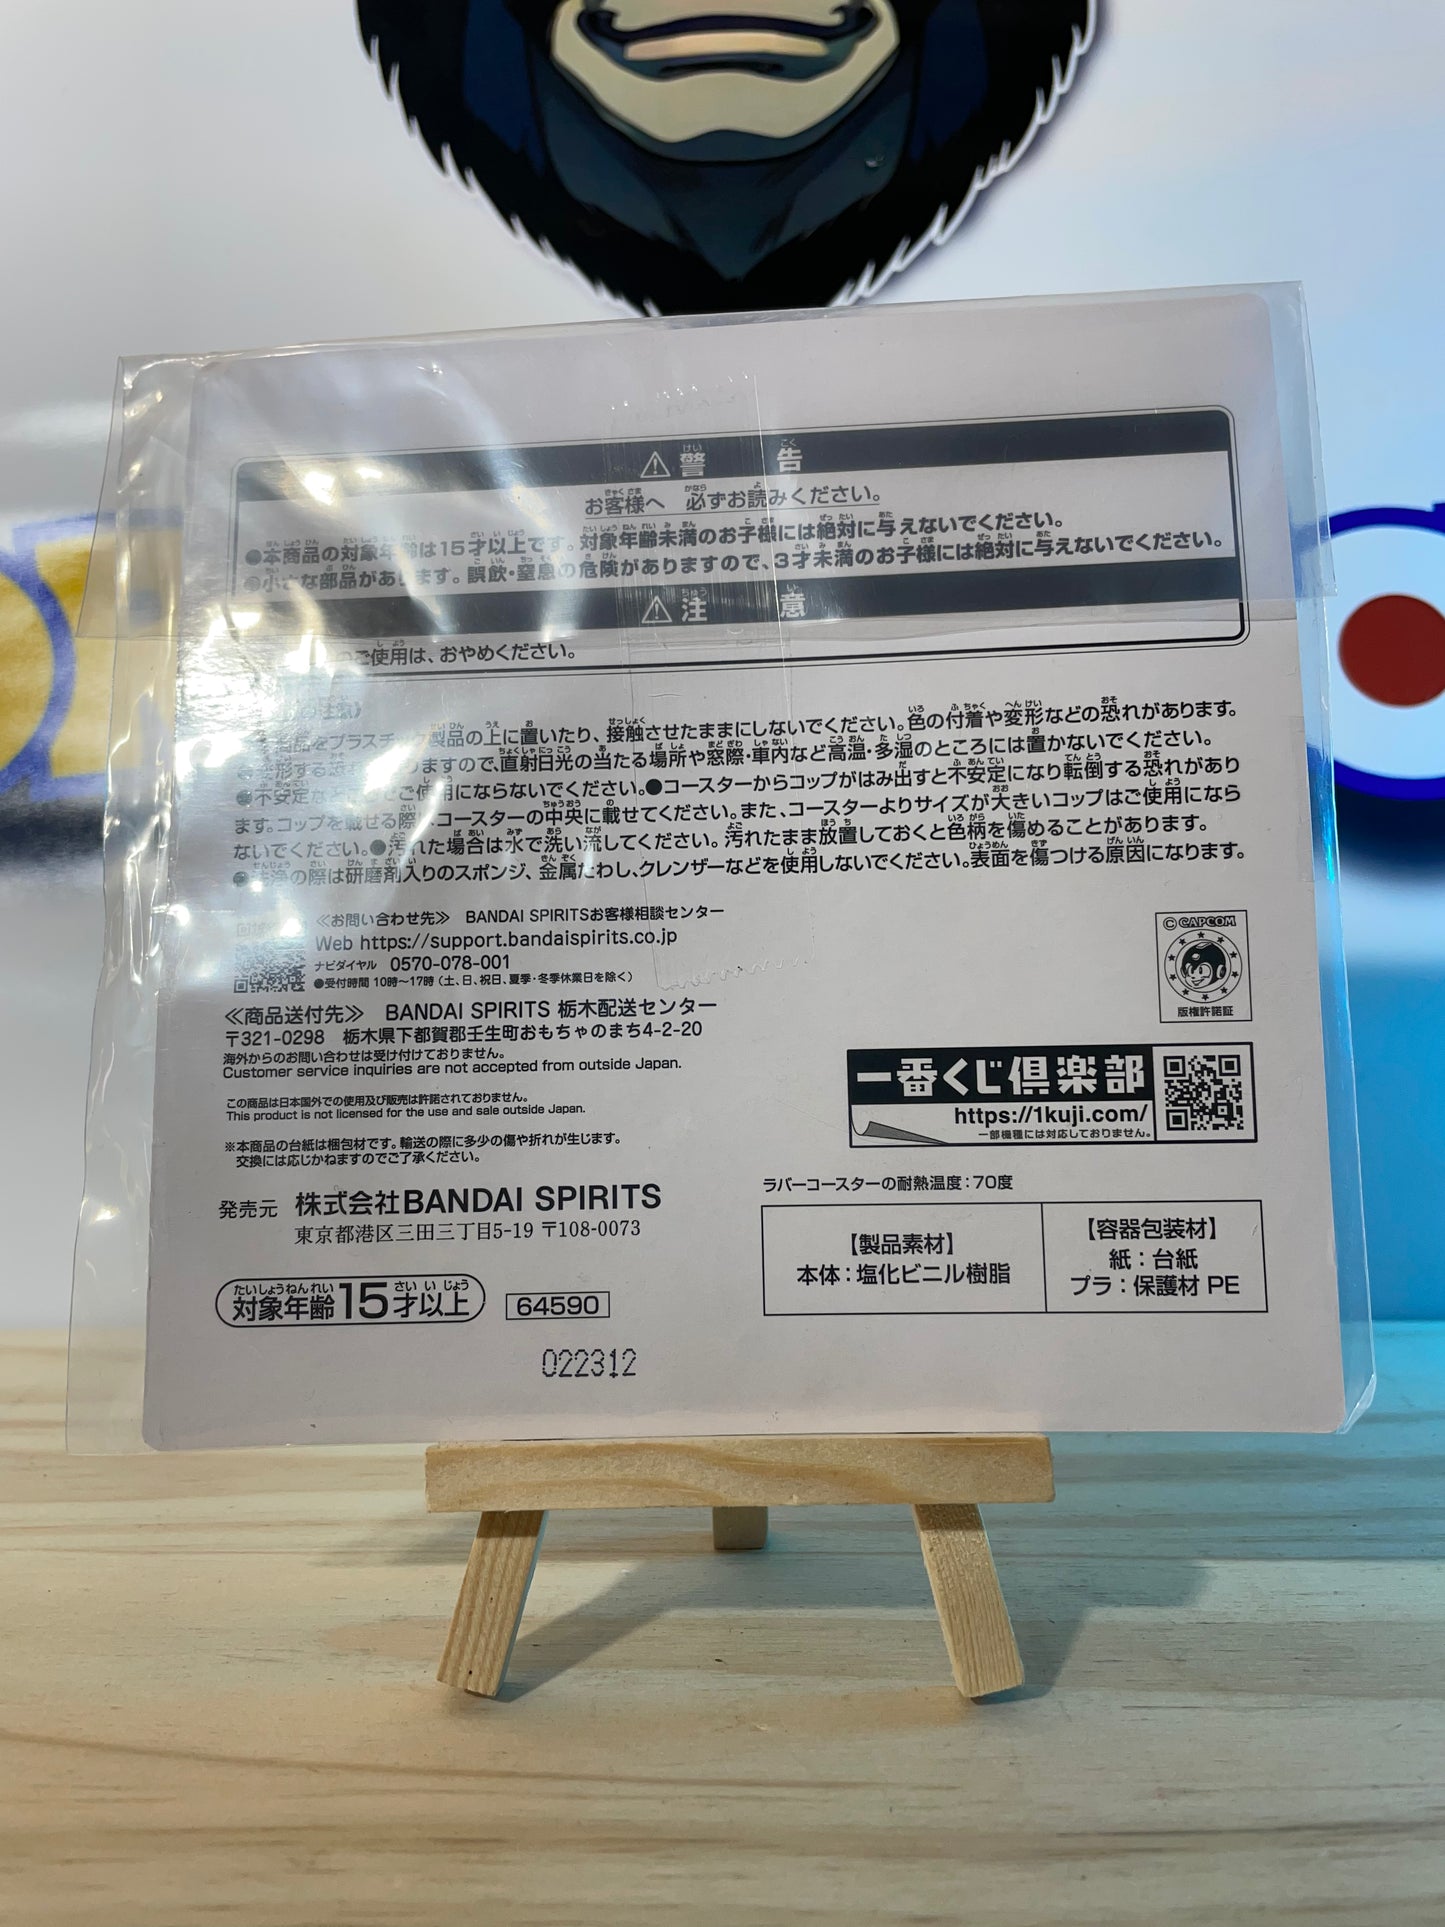 ⚠警告
お客様へ 必ずお読みください。
●本商品の対象年齢は15才以上です。対象年齢未満のお子様には絶対に与えないでください。
●小さな部品があります。誤飲・窒息の危険がありますので、3才未満のお子様には絶対に与えないでください。
⚠注意
ご使用は、おやめください。
商品をプラスチック製品の上に置いたり、接触させたままにしないでください。色の付着や変形などの恐れがあります。
ますので、直射日光の当たる場所や窓際・車内など高温・多湿のところには置かないでください。
●不安定な ご使用にならないでください。●コースターからコップがはみ出すと不安定になり転倒する恐れがあり
ます。コップを載せる際は、コースターの中央に載せてください。また、コースターよりサイズが大きいコップはご使用になら
ないでください。●汚れた場合は水で洗い流してください。汚れたまま放置しておくと色柄を傷めることがあります。
●洗浄の際は研磨剤入りのスポンジ、金属たわし、クレンザーなどを使用しないでください。表面を傷つける原因になります。
≪お問い合わせ先≫ BANDAI SPIRITSお客様相談センター
Web https://support.bandaispirits.co.jp
ナビダイヤル 0570-078-001
●受付時間 10時〜17時(土、日、祝日、夏季・冬季休業日を除く)
≪商品送付先≫ BANDAI SPIRITS 栃木配送センター
〒321-0298 栃木県下都賀郡壬生町おもちゃのまち4-2-20
海外からのお問い合わせは受け付けておりません。
Customer service inquiries are not accepted from outside Japan.
この商品は日本国外での使用及び販売は許諾されておりません。
This product is not licensed for the use and sale outside Japan.
※本商品の台紙は梱包材です。輸送の際に多少の傷や折れが生じます。
交換には応じかねますのでご了承ください。
発売元 株式会社BANDAI SPIRITS
東京都港区三田三丁目5-19 〒108-0073
対象年齢15才以上
64590
022312
©CAPCOM
版権許諾証
一番くじ倶楽部
https://1kuji.com/
一部機種には対応しておりません。
ラバーコースターの耐熱温度:70度
【製品素材】
本体:塩化ビニル樹脂
【容器包装材】
紙:台紙
プラ:保護材 PE